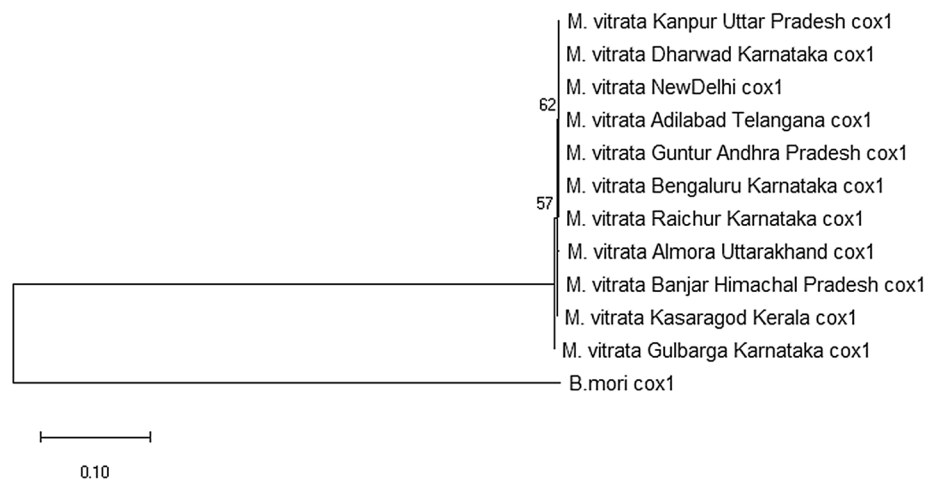 M. vitrata Kanpur Uttar Pradesh cox1
M. vitrata Dharwad Karnataka cox1
M. vitrata NewDelhi cox1
62
M. vitrata Adilabad Telangana cox1
M. vitrata Guntur Andhra Pradesh cox1
M. vitrata Bengaluru Karnataka cox1
57
M. vitrata Raichur Karnataka cox1
M. vitrata Almora Uttarakhand cox1
M. vitrata Banjar Himachal Pradesh cox1
M. vitrata Kasaragod Kerala cox1
M. vitrata Gulbarga Karnataka cox1
B.mori cox1
0.10